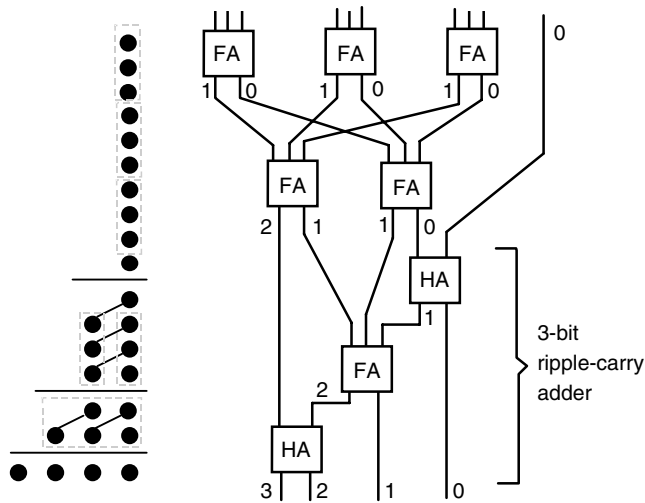 0
FA FA FA
1 0 1 0 1 0
FA FA
2 1 1 0
HA
1
3-bit
ripple-carry
adder
FA
2
HA
3 2 1 0